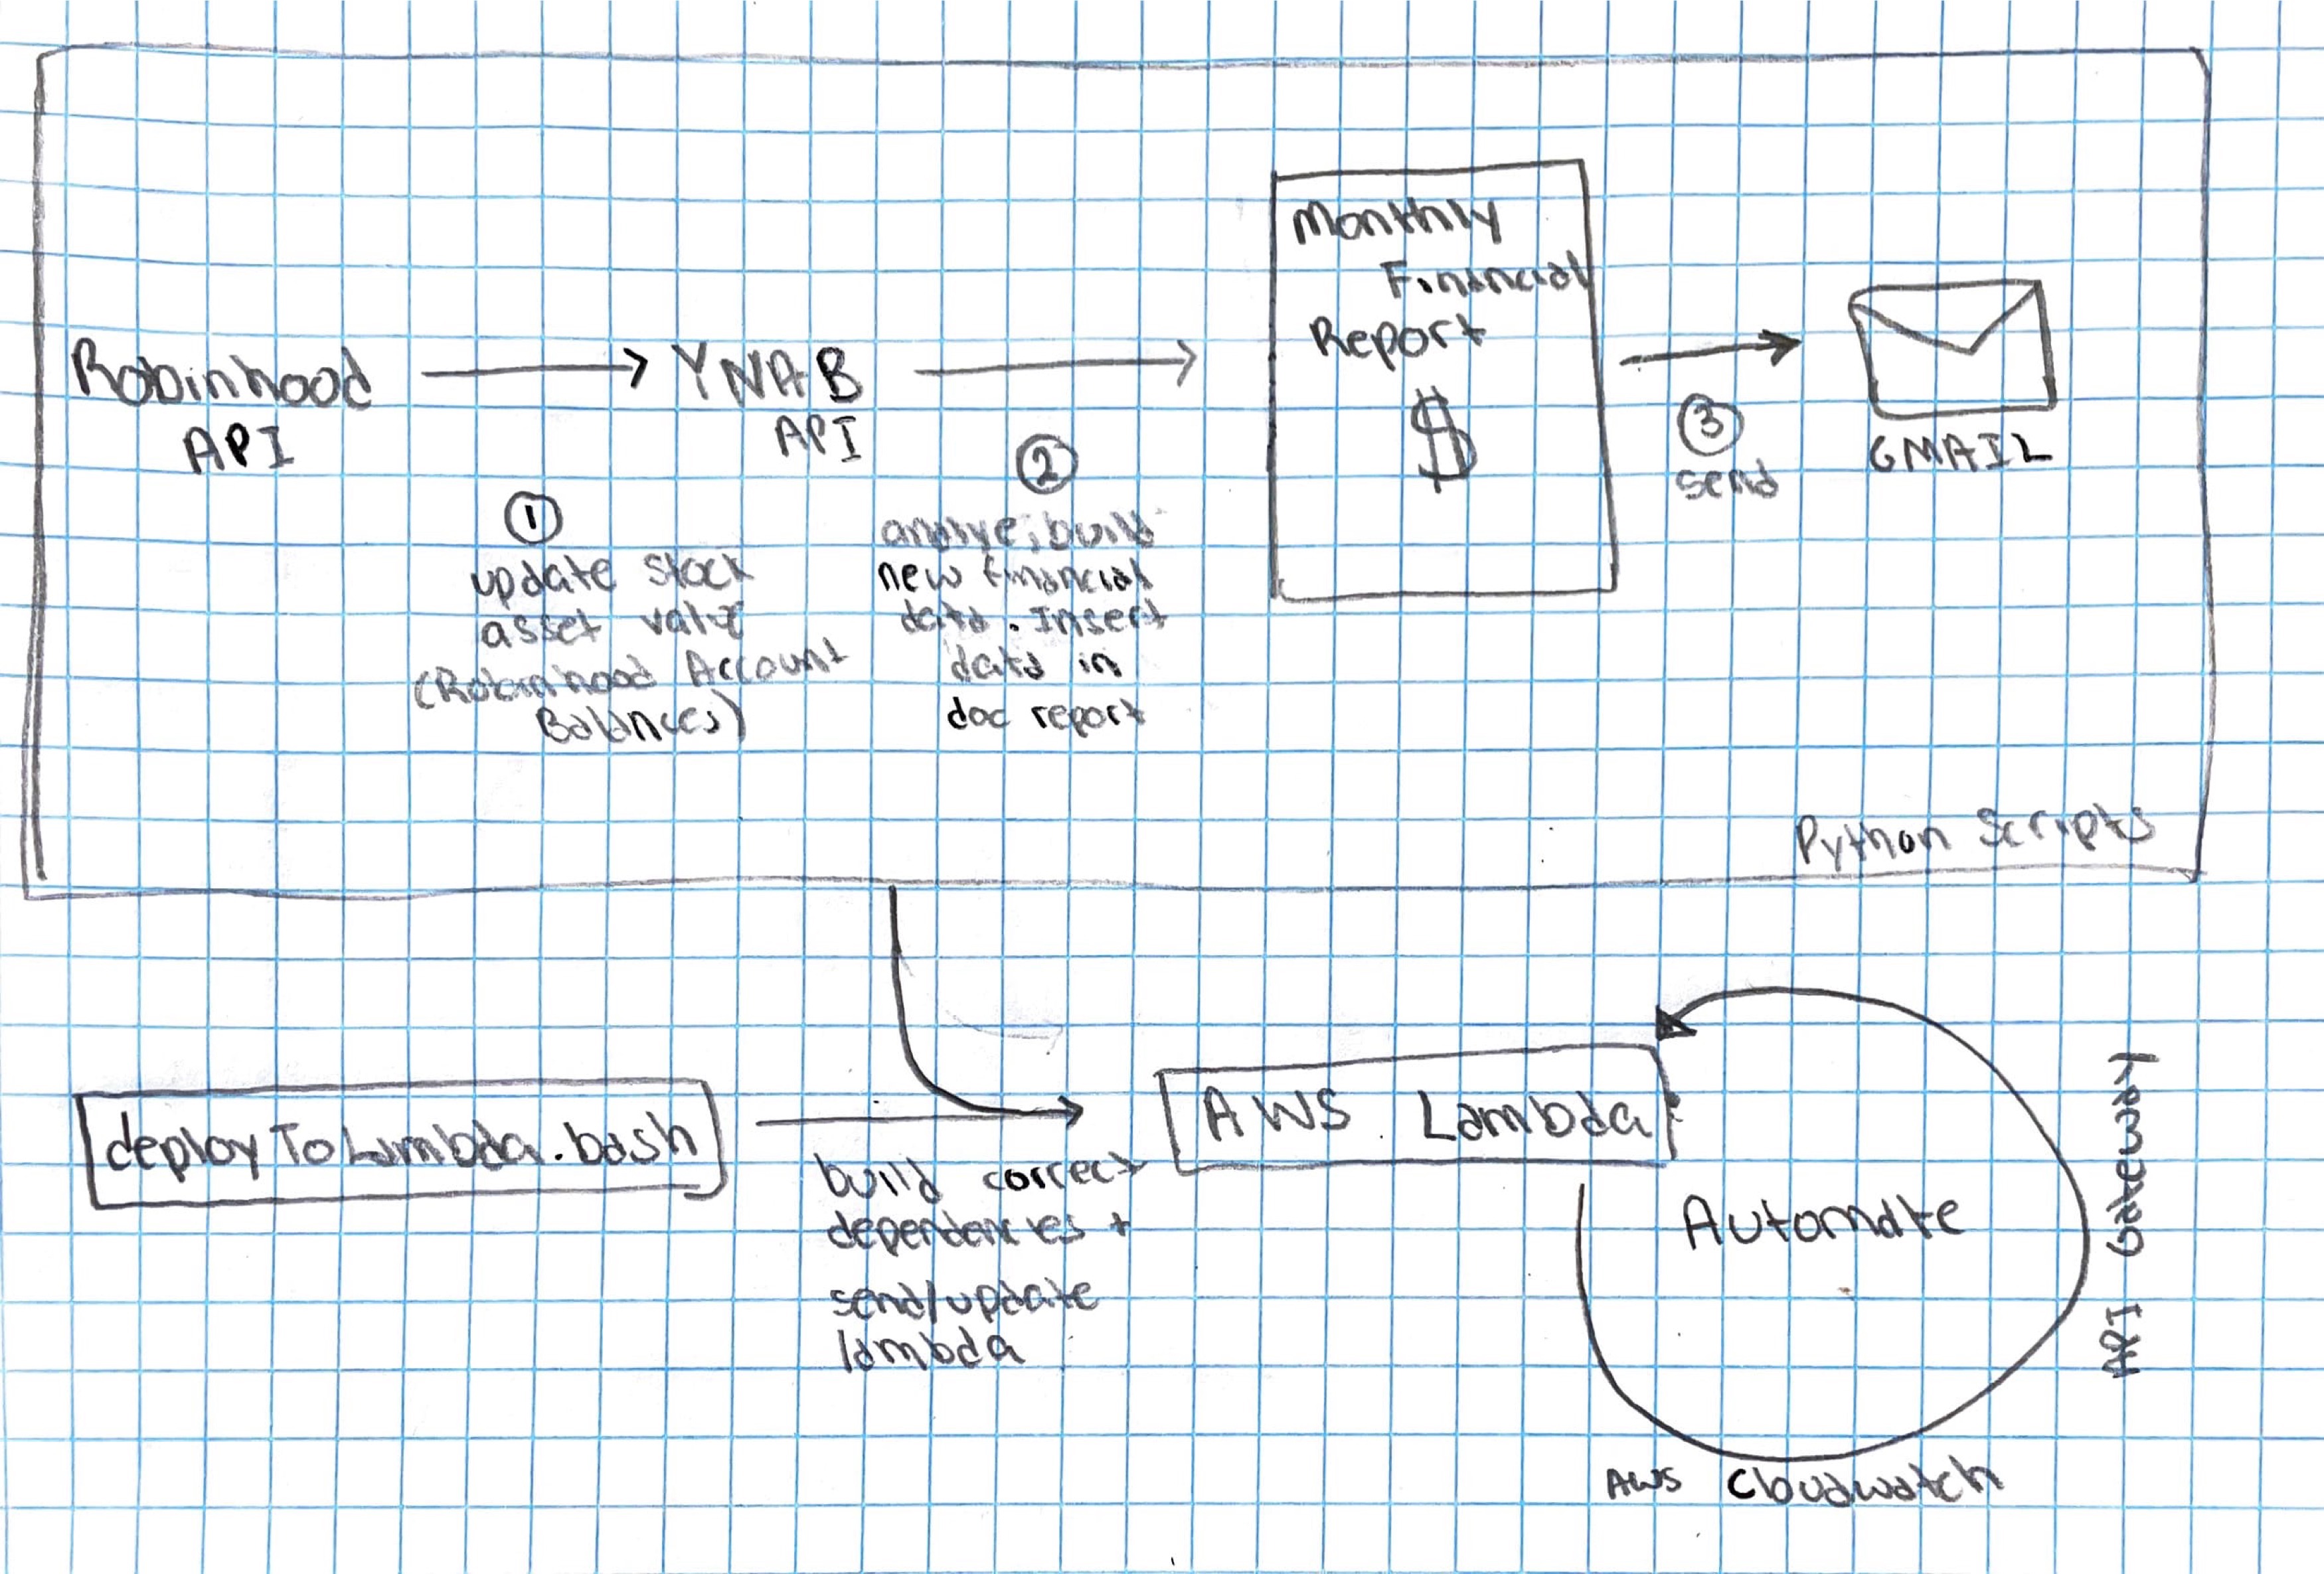 Monthly
Financial
Report
$
Robinhood
API
YNAB
API
①
update stock
asset value
(Robinhood Account
Balances)
②
analye, build
new financial
data. Insert
data in
doc report
③
send
GMAIL
Python Scripts
deployToLambda.bash
build correct
dependencies +
send/update
lambda
AWS Lambda
Automate
API Gateway
AWS Cloudwatch